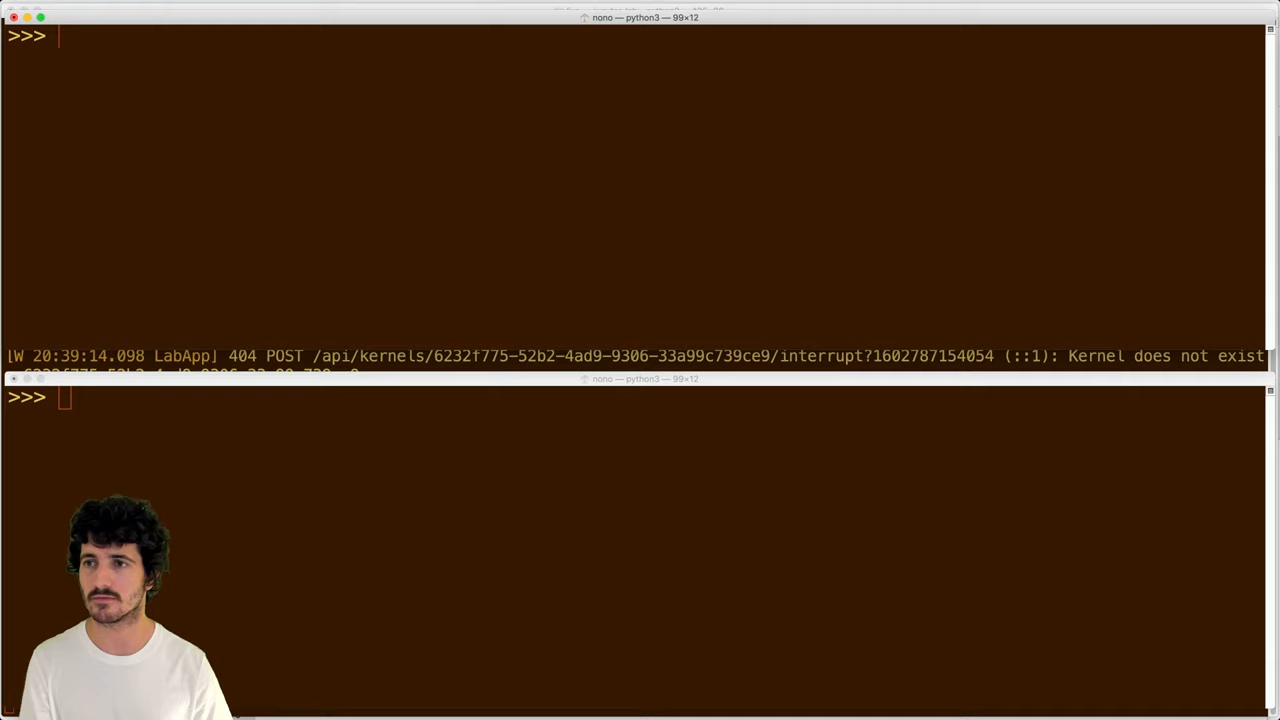 nono — python3 — 99×12
>>>
[W 20:39:14.098 LabApp] 404 POST /api/kernels/6232f775-52b2-4ad9-9306-33a99c739ce9/interrupt?1602787154054 (::1): Kernel does not exist
nono — python3 — 99×12
>>>